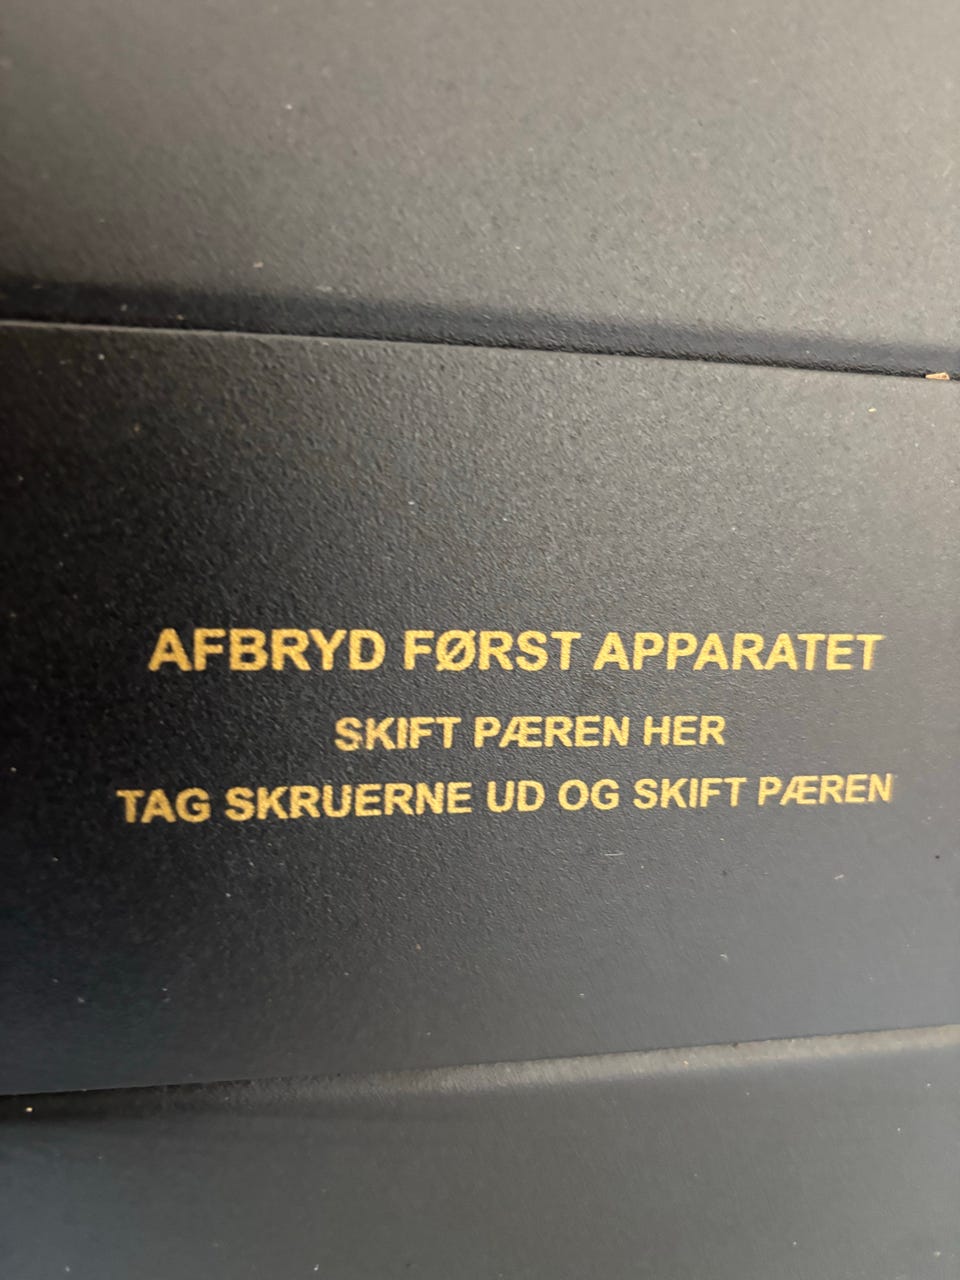 AFBRYD FØRST APPARATET
SKIFT PÆREN HER
TAG SKRUERNE UD OG SKIFT PÆREN